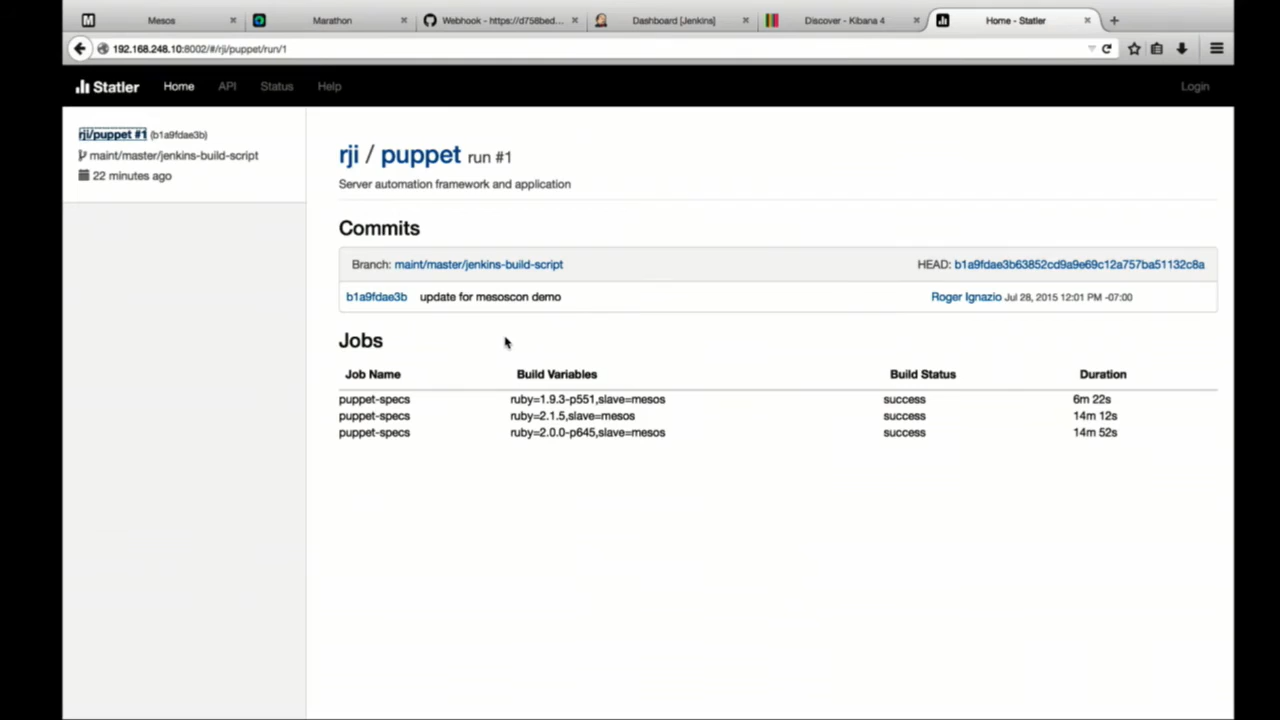 Mesos
Marathon
Webhook - https://d758bed...
Dashboard [Jenkins]
Discover - Kibana 4
Home - Statler
192.168.248.10:8002/#/rji/puppet/run/1
Statler Home API Status Help Login
rji/puppet #1 (b1a9fdae3b)
maint/master/jenkins-build-script
22 minutes ago
rji / puppet run #1
Server automation framework and application
Commits
Branch: maint/master/jenkins-build-script HEAD: b1a9fdae3b63852cd9a9e69c12a757ba51132c8a
b1a9fdae3b update for mesoscon demo Roger Ignazio Jul 28, 2015 12:01 PM -07:00
Jobs
Job Name Build Variables Build Status Duration
puppet-specs ruby=1.9.3-p551,slave=mesos success 6m 22s
puppet-specs ruby=2.1.5,slave=mesos success 14m 12s
puppet-specs ruby=2.0.0-p645,slave=mesos success 14m 52s